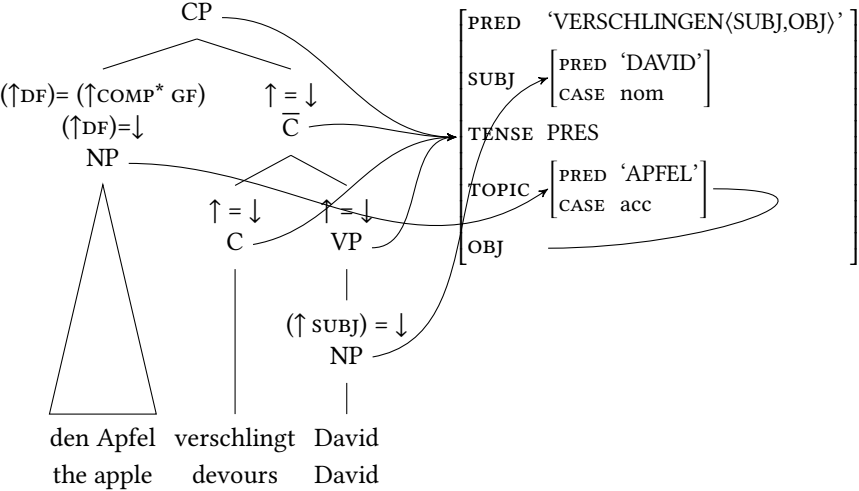 CP
(↑DF)= (↑COMP* GF)
(↑DF)=↓
NP
↑ = ↓
C̅
↑ = ↓
C
↑ = ↓
VP
(↑ SUBJ) = ↓
NP
den Apfel verschlingt David
the apple devours David
PRED ‘VERSCHLINGEN⟨SUBJ,OBJ⟩’
SUBJ
PRED ‘DAVID’
CASE nom
TENSE PRES
TOPIC
PRED ‘APFEL’
CASE acc
OBJ